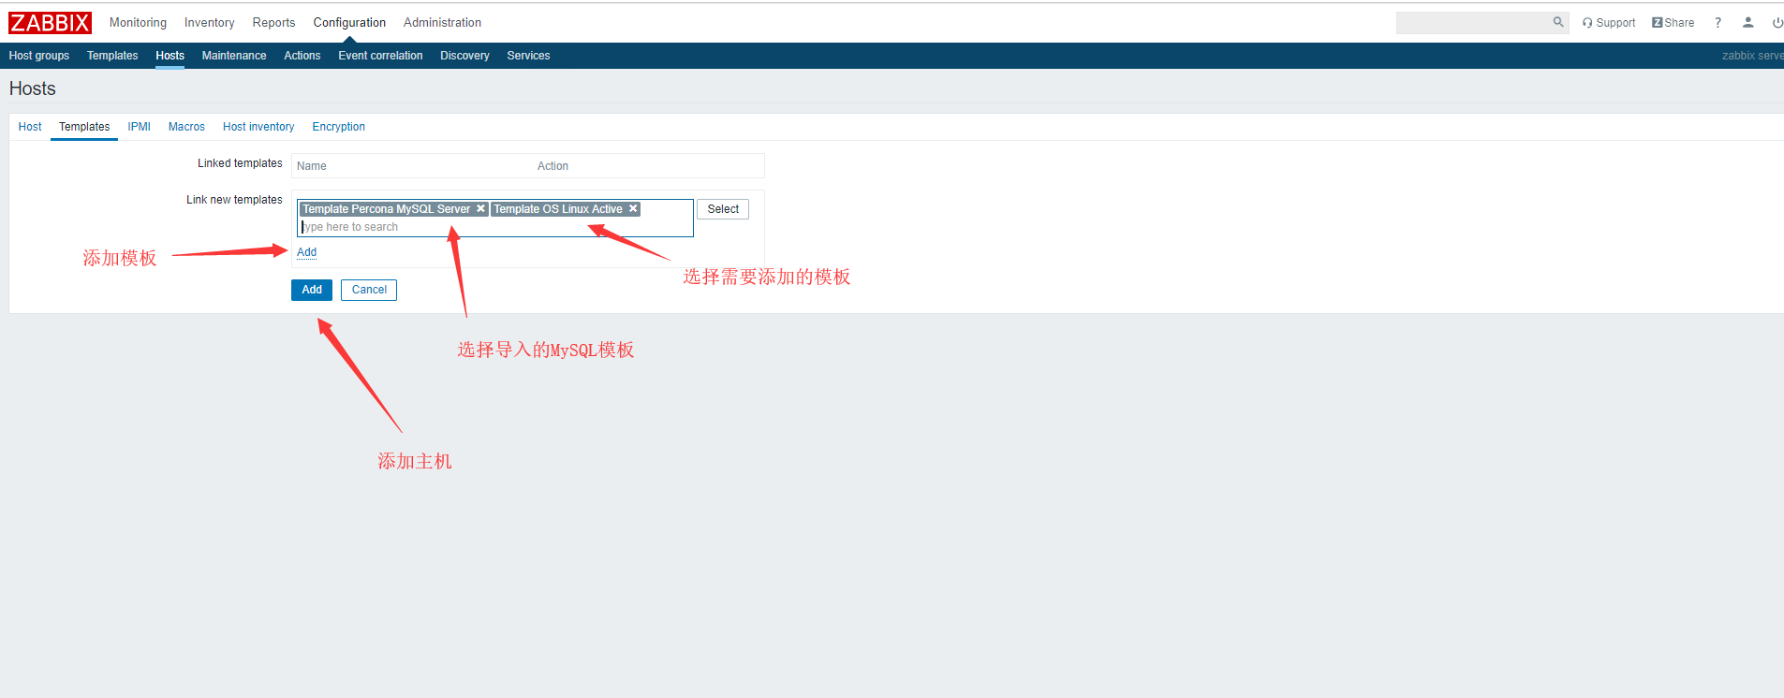 ZABBIX Monitoring Inventory Reports Configuration Administration Support Z Share ?
Host groups Templates Hosts Maintenance Actions Event correlation Discovery Services zabbix serve
Hosts
Host Templates IPMI Macros Host inventory Encryption
Linked templates Name Action
Link new templates Template Percona MySQL Server Template OS Linux Active Select
type here to search
添加模板 Add
选择需要添加的模板
Add Cancel
选择导入的MySQL模板
添加主机